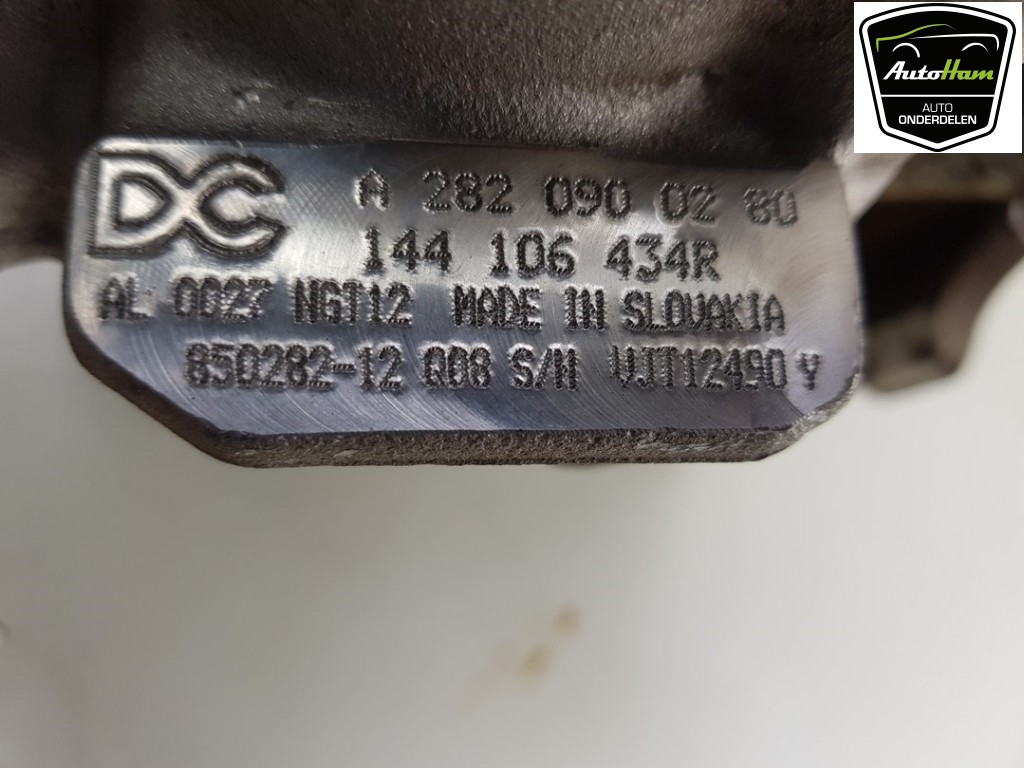 AutoHam
AUTO
ONDERDELEN
DC
A 282 090 02 80
144 106 434R
AL 0027 NGT12 MADE IN SLOVAKIA
850282-12 Q08 S/N VJT12490 Y